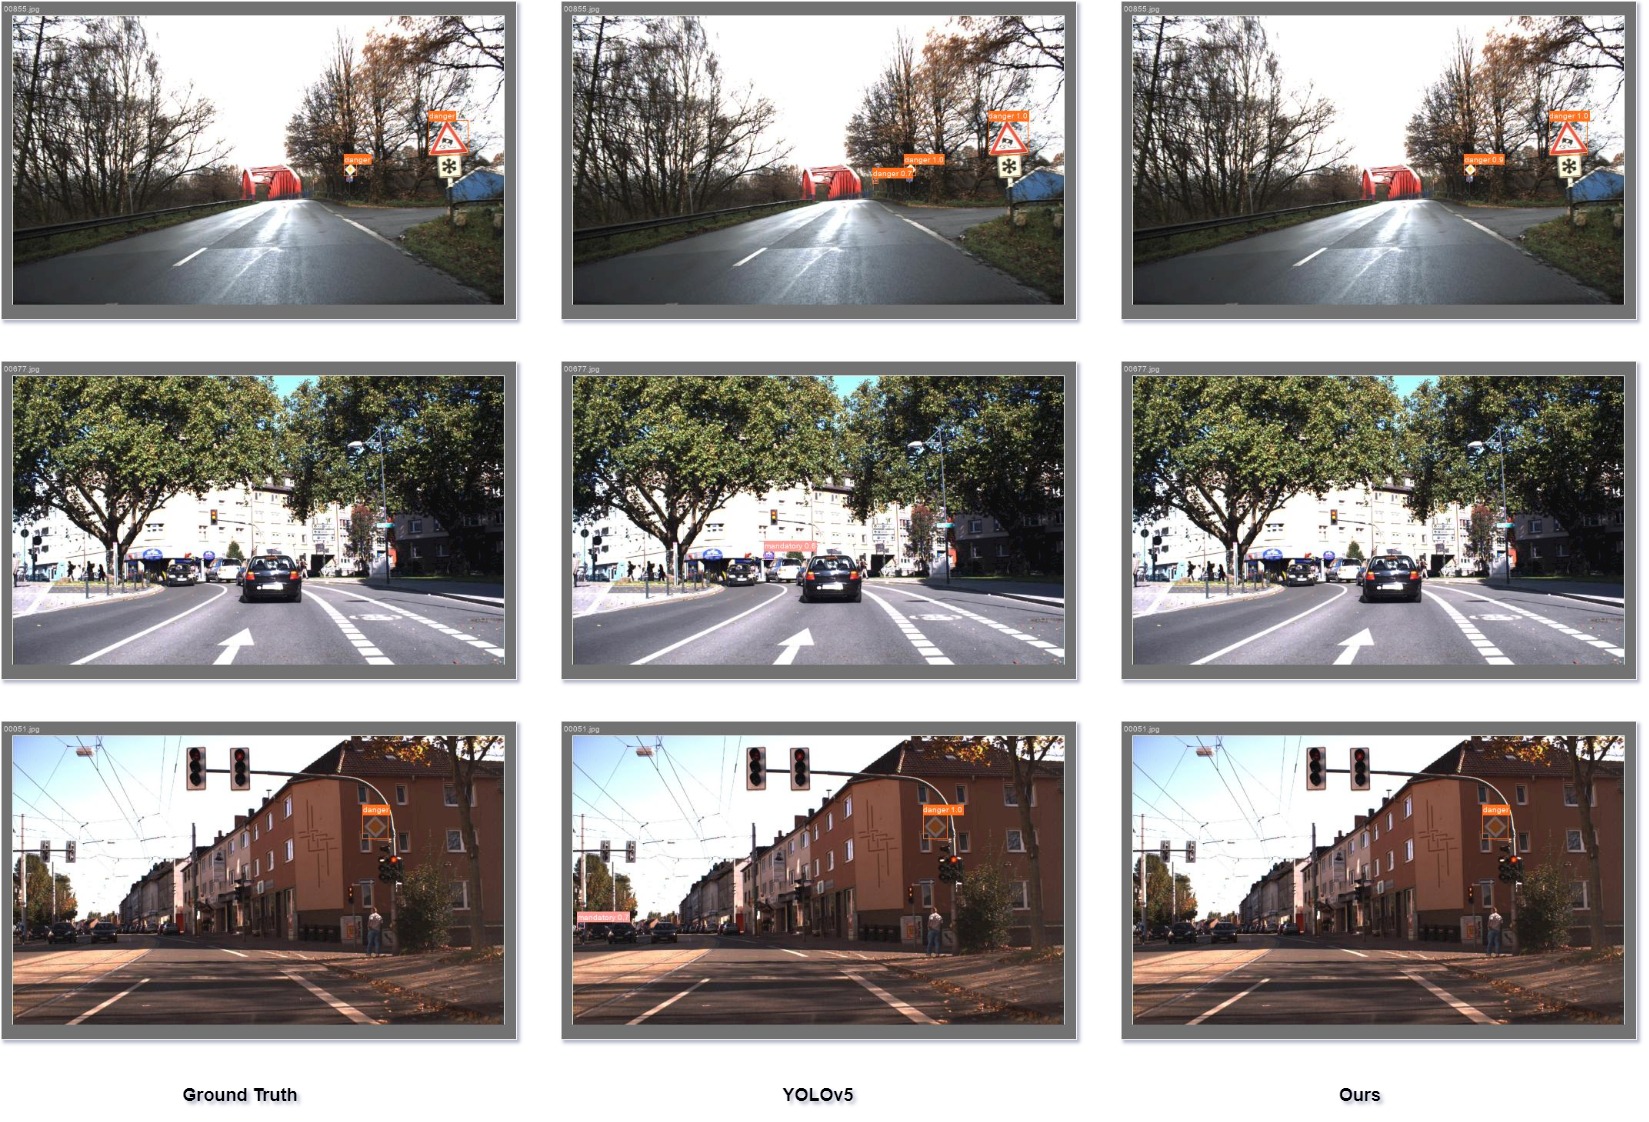 00855.jpg
00855.jpg
00855.jpg
danger
danger
danger 1.0
danger 1.0
danger 0.7
danger 1.0
danger 0.9
00677.jpg
00677.jpg
00677.jpg
mandatory 0.6
00051.jpg
00051.jpg
00051.jpg
danger
danger 1.0
danger
mandatory 0.7
Ground Truth
YOLOv5
Ours